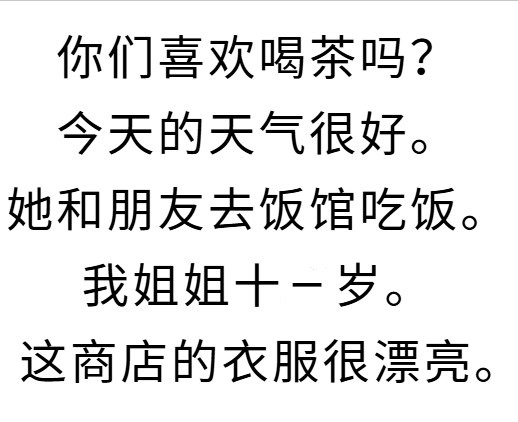 你们喜欢喝茶吗？
今天的天气很好。
她和朋友去饭馆吃饭。
我姐姐十一岁。
这商店的衣服很漂亮。